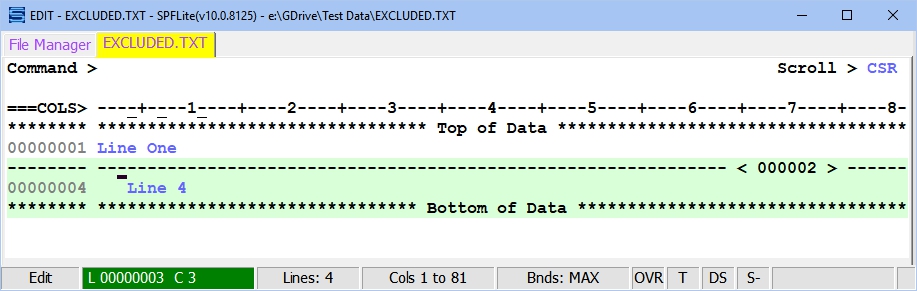 EDIT - EXCLUDED.TXT - SPFLite(v10.0.8125) - e:\GDrive\Test Data\EXCLUDED.TXT
File Manager EXCLUDED.TXT
Command > Scroll > CSR
===COLS> ----+----1----+----2----+----3----+----4----+----5----+----6----+----7----+----8-
******** ********************************* Top of Data ***********************************
00000001 Line One
-------- --------------------------------------------------------------- < 000002 > ------
00000004    Line 4
******** ******************************** Bottom of Data *********************************
Edit L 00000003 C 3 Lines: 4 Cols 1 to 81 Bnds: MAX OVR T DS S-